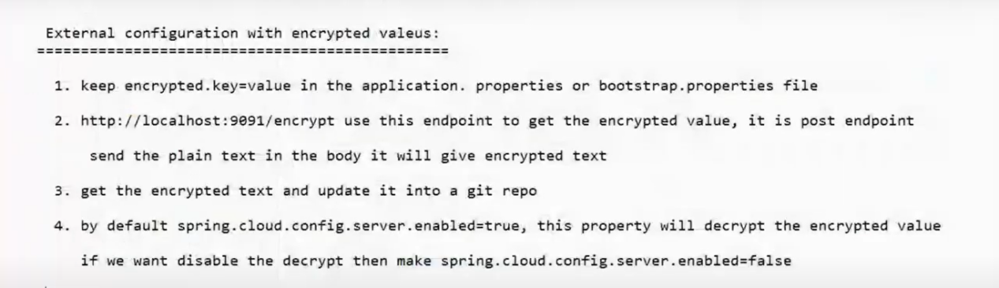 External configuration with encrypted valeus:
===============================================
1. keep encrypted.key=value in the application. properties or bootstrap.properties file
2. http://localhost:9091/encrypt use this endpoint to get the encrypted value, it is post endpoint
send the plain text in the body it will give encrypted text
3. get the encrypted text and update it into a git repo
4. by default spring.cloud.config.server.enabled=true, this property will decrypt the encrypted value
if we want disable the decrypt then make spring.cloud.config.server.enabled=false